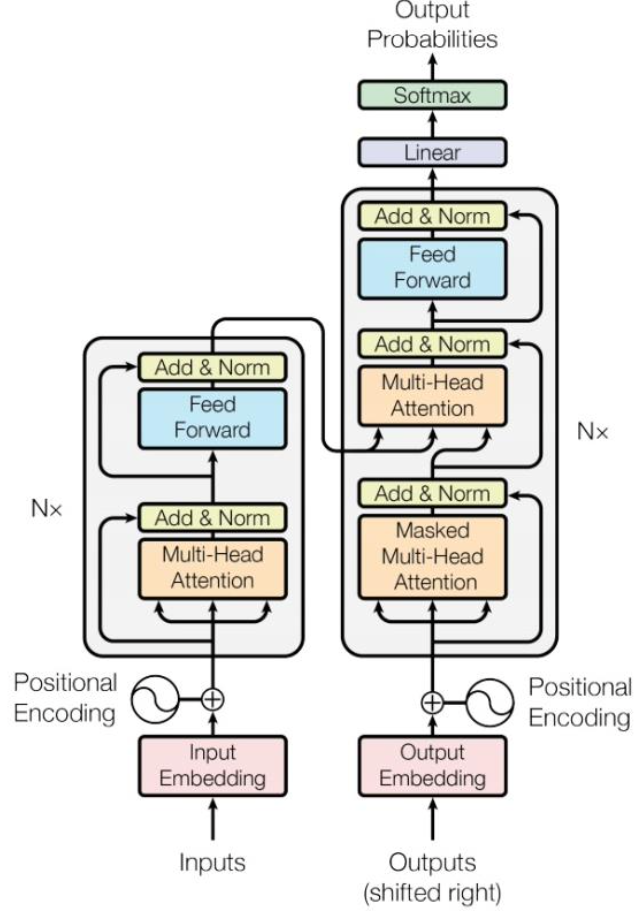 Output
Probabilities
Softmax
Linear
Add & Norm
Feed
Forward
Add & Norm
Multi-Head
Attention
Add & Norm
Masked
Multi-Head
Attention
Nx
Add & Norm
Feed
Forward
Add & Norm
Multi-Head
Attention
Nx
Positional
Encoding
Positional
Encoding
Input
Embedding
Output
Embedding
Inputs
Outputs
(shifted right)